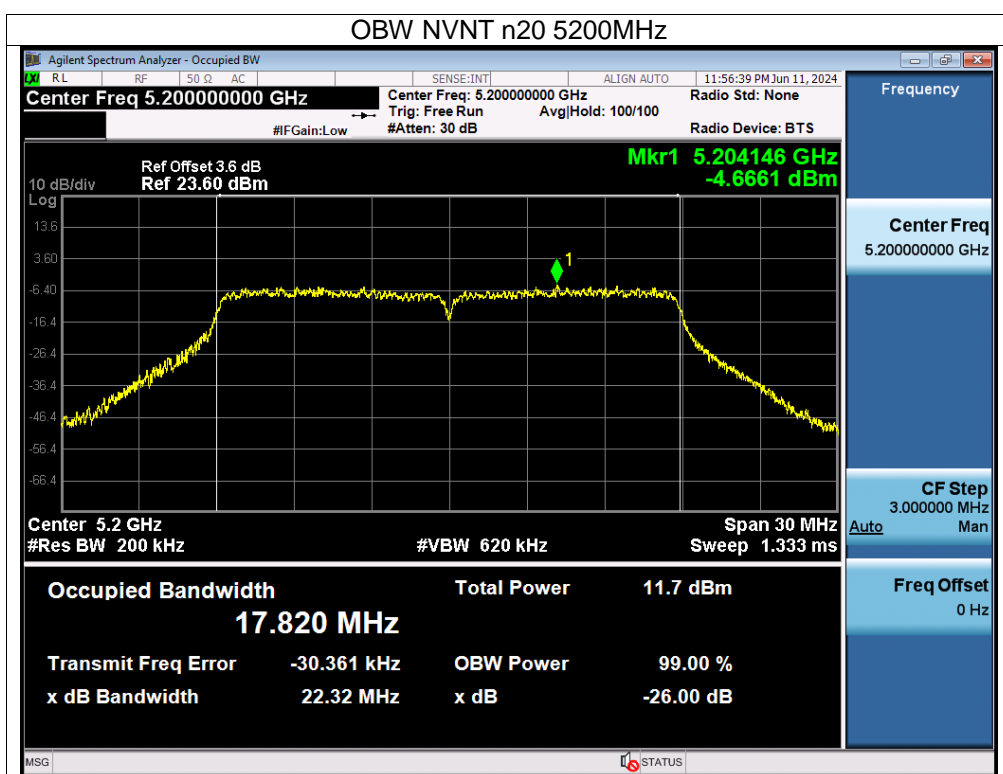 OBW NVNT n20 5200MHz
Agilent Spectrum Analyzer - Occupied BW
LXI RL RF 50 Ω AC SENSE:INT ALIGN AUTO 11:56:39 PM Jun 11, 2024
Center Freq 5.200000000 GHz
Center Freq: 5.200000000 GHz
Radio Std: None
Trig: Free Run Avg|Hold: 100/100
#IFGain:Low #Atten: 30 dB Radio Device: BTS
Frequency
Mkr1 5.204146 GHz
-4.6661 dBm
Ref Offset 3.6 dB
10 dB/div Ref 23.60 dBm
Log
13.6
3.60
-6.40
-16.4
-26.4
-36.4
-46.4
-56.4
-66.4
1
Center 5.2 GHz Span 30 MHz
#Res BW 200 kHz #VBW 620 kHz Sweep 1.333 ms
Center Freq
5.200000000 GHz
CF Step
3.000000 MHz
Auto Man
Freq Offset
0 Hz
Occupied Bandwidth Total Power 11.7 dBm
17.820 MHz
Transmit Freq Error -30.361 kHz OBW Power 99.00 %
x dB Bandwidth 22.32 MHz x dB -26.00 dB
MSG STATUS